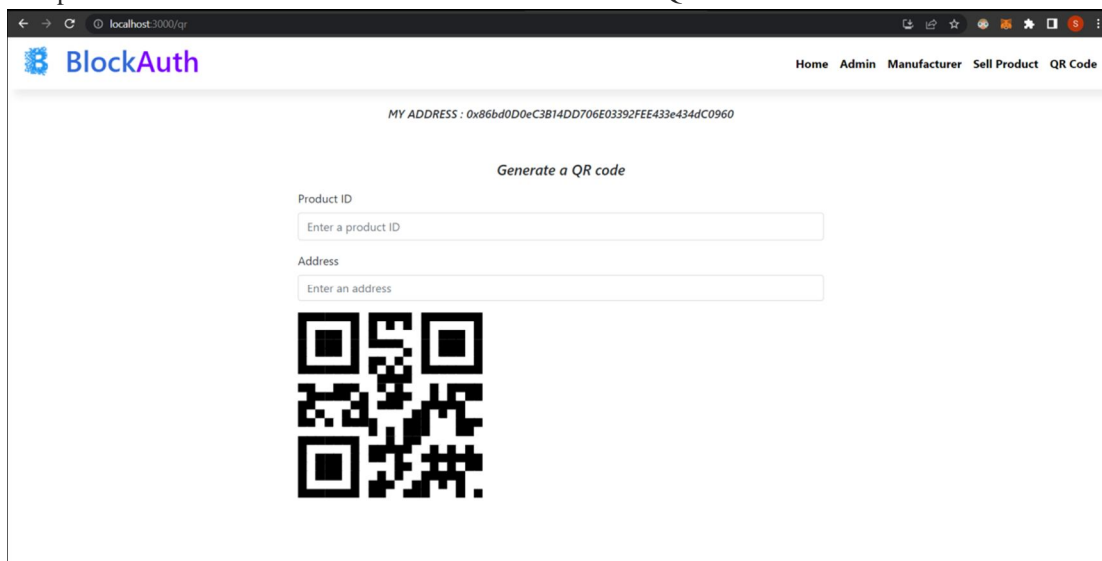 localhost:3000/qr
S
BlockAuth
Home Admin Manufacturer Sell Product QR Code
MY ADDRESS : 0x86bd0D0eC3B14DD706E03392FEE433e434dC0960
Generate a QR code
Product ID
Enter a product ID
Address
Enter an address